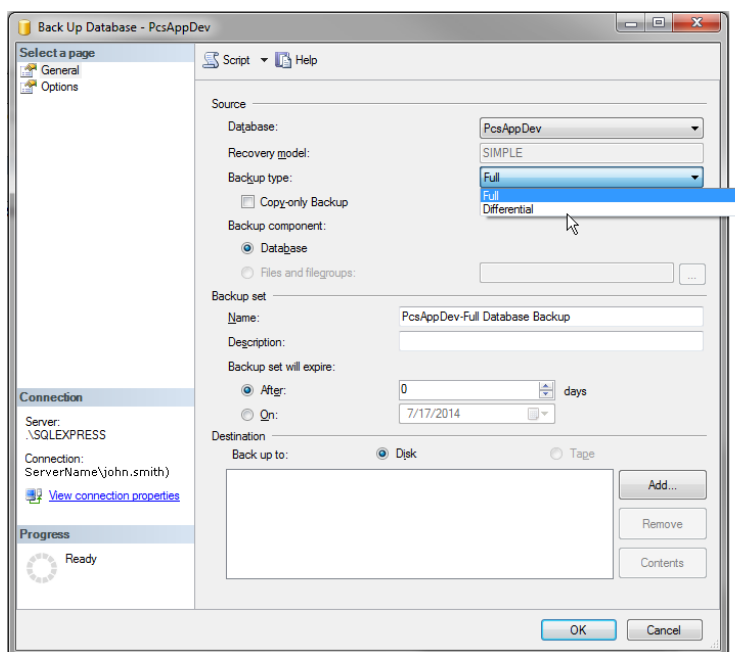 Back Up Database - PcsAppDev
Select a page
General
Options
Script
Help
Source
Database:
PcsAppDev
Recovery model:
SIMPLE
Backup type:
Full
Full
Differential
Copy-only Backup
Backup component:
Database
Files and filegroups:
...
Backup set
Name:
PcsAppDev-Full Database Backup
Description:
Backup set will expire:
After:
0
days
On:
7/17/2014
Destination
Back up to:
Disk
Tape
Add...
Remove
Contents
Connection
Server:
.\SQLEXPRESS
Connection:
ServerName\john.smith)
View connection properties
Progress
Ready
OK
Cancel